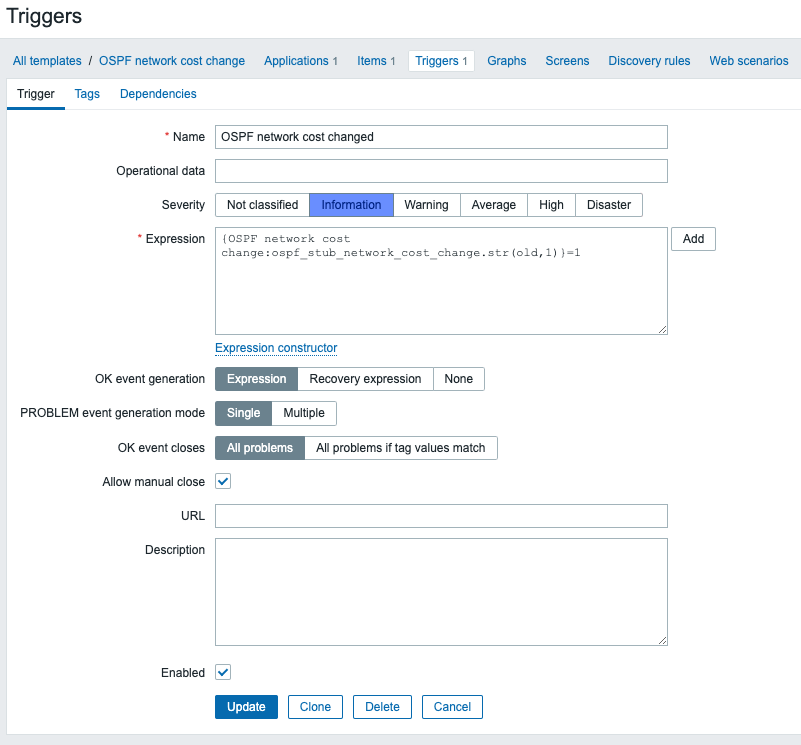 Triggers
All templates / OSPF network cost change Applications 1 Items 1 Triggers 1 Graphs Screens Discovery rules Web scenarios
Trigger Tags Dependencies
* Name OSPF network cost changed
Operational data
Severity Not classified Information Warning Average High Disaster
* Expression {OSPF network cost Add
change:ospf_stub_network_cost_change.str(old,1)}=1
Expression constructor
OK event generation Expression Recovery expression None
PROBLEM event generation mode Single Multiple
OK event closes All problems All problems if tag values match
Allow manual close
URL
Description
Enabled
Update Clone Delete Cancel